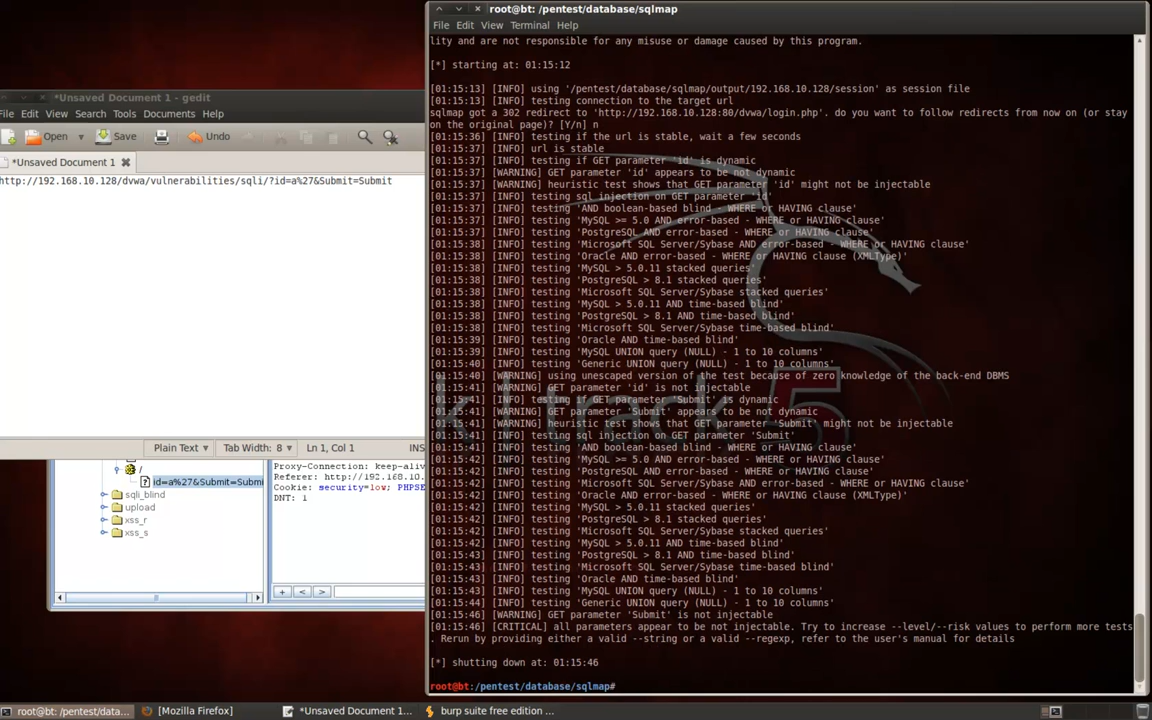 root@bt: /pentest/database/sqlmap
File Edit View Terminal Help
lity and are not responsible for any misuse or damage caused by this program.
[*] starting at: 01:15:12
[01:15:13] [INFO] using '/pentest/database/sqlmap/output/192.168.10.128/session' as session file
[01:15:13] [INFO] testing connection to the target url
sqlmap got a 302 redirect to 'http://192.168.10.128:80/dvwa/login.php'. do you want to follow redirects from now on (or stay
on the original page)? [Y/n] n
[01:15:36] [INFO] testing if the url is stable, wait a few seconds
[01:15:37] [INFO] url is stable
[01:15:37] [INFO] testing if GET parameter 'id' is dynamic
[01:15:37] [WARNING] GET parameter 'id' appears to be not dynamic
[01:15:37] [WARNING] heuristic test shows that GET parameter 'id' might not be injectable
[01:15:37] [INFO] testing sql injection on GET parameter 'id'
[01:15:37] [INFO] testing 'AND boolean-based blind - WHERE or HAVING clause'
[01:15:37] [INFO] testing 'MySQL >= 5.0 AND error-based - WHERE or HAVING clause'
[01:15:37] [INFO] testing 'PostgreSQL AND error-based - WHERE or HAVING clause'
[01:15:38] [INFO] testing 'Microsoft SQL Server/Sybase AND error-based - WHERE or HAVING clause'
[01:15:38] [INFO] testing 'Oracle AND error-based - WHERE or HAVING clause (XMLType)'
[01:15:38] [INFO] testing 'MySQL > 5.0.11 stacked queries'
[01:15:38] [INFO] testing 'PostgreSQL > 8.1 stacked queries'
[01:15:38] [INFO] testing 'Microsoft SQL Server/Sybase stacked queries'
[01:15:38] [INFO] testing 'MySQL > 5.0.11 AND time-based blind'
[01:15:38] [INFO] testing 'PostgreSQL > 8.1 AND time-based blind'
[01:15:38] [INFO] testing 'Microsoft SQL Server/Sybase time-based blind'
[01:15:39] [INFO] testing 'Oracle AND time-based blind'
[01:15:39] [INFO] testing 'MySQL UNION query (NULL) - 1 to 10 columns'
[01:15:40] [INFO] testing 'Generic UNION query (NULL) - 1 to 10 columns'
[01:15:40] [WARNING] using unescaped version of the test because of zero knowledge of the back-end DBMS
[01:15:41] [WARNING] GET parameter 'id' is not injectable
[01:15:41] [INFO] testing if GET parameter 'Submit' is dynamic
[01:15:41] [WARNING] GET parameter 'Submit' appears to be not dynamic
[01:15:41] [WARNING] heuristic test shows that GET parameter 'Submit' might not be injectable
[01:15:41] [INFO] testing sql injection on GET parameter 'Submit'
[01:15:41] [INFO] testing 'AND boolean-based blind - WHERE or HAVING clause'
[01:15:42] [INFO] testing 'MySQL >= 5.0 AND error-based - WHERE or HAVING clause'
[01:15:42] [INFO] testing 'PostgreSQL AND error-based - WHERE or HAVING clause'
[01:15:42] [INFO] testing 'Microsoft SQL Server/Sybase AND error-based - WHERE or HAVING clause'
[01:15:42] [INFO] testing 'Oracle AND error-based - WHERE or HAVING clause (XMLType)'
[01:15:42] [INFO] testing 'MySQL > 5.0.11 stacked queries'
[01:15:42] [INFO] testing 'PostgreSQL > 8.1 stacked queries'
[01:15:42] [INFO] testing 'Microsoft SQL Server/Sybase stacked queries'
[01:15:42] [INFO] testing 'MySQL > 5.0.11 AND time-based blind'
[01:15:43] [INFO] testing 'PostgreSQL > 8.1 AND time-based blind'
[01:15:43] [INFO] testing 'Microsoft SQL Server/Sybase time-based blind'
[01:15:43] [INFO] testing 'Oracle AND time-based blind'
[01:15:43] [INFO] testing 'MySQL UNION query (NULL) - 1 to 10 columns'
[01:15:44] [INFO] testing 'Generic UNION query (NULL) - 1 to 10 columns'
[01:15:46] [WARNING] GET parameter 'Submit' is not injectable
[01:15:46] [CRITICAL] all parameters appear to be not injectable. Try to increase --level/--risk values to perform more tests
. Rerun by providing either a valid --string or a valid --regexp, refer to the user's manual for details
[*] shutting down at: 01:15:46
root@bt:/pentest/database/sqlmap#
*Unsaved Document 1 - gedit
File Edit View Search Tools Documents Help
Open Save Undo
*Unsaved Document 1
http://192.168.10.128/dvwa/vulnerabilities/sqli/?id=a%27&Submit=Submit
Plain Text Tab Width: 8 Ln 1, Col 1 INS
/
id=a%27&Submit=Submi
sqli_blind
upload
xss_r
xss_s
Proxy-Connection: keep-aliv
Referer: http://192.168.10.
Cookie: security=low; PHPSE
DNT: 1
+ < >
track 5
root@bt: /pentest/data...
[Mozilla Firefox]
*Unsaved Document 1...
burp suite free edition ...